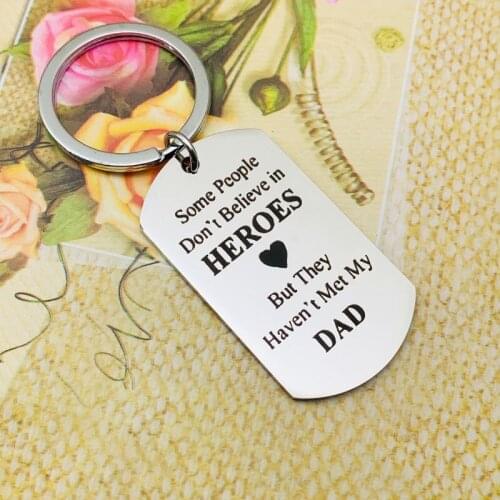 Some People
Don't Believe in
HEROES
But They
Haven't Met My
DAD